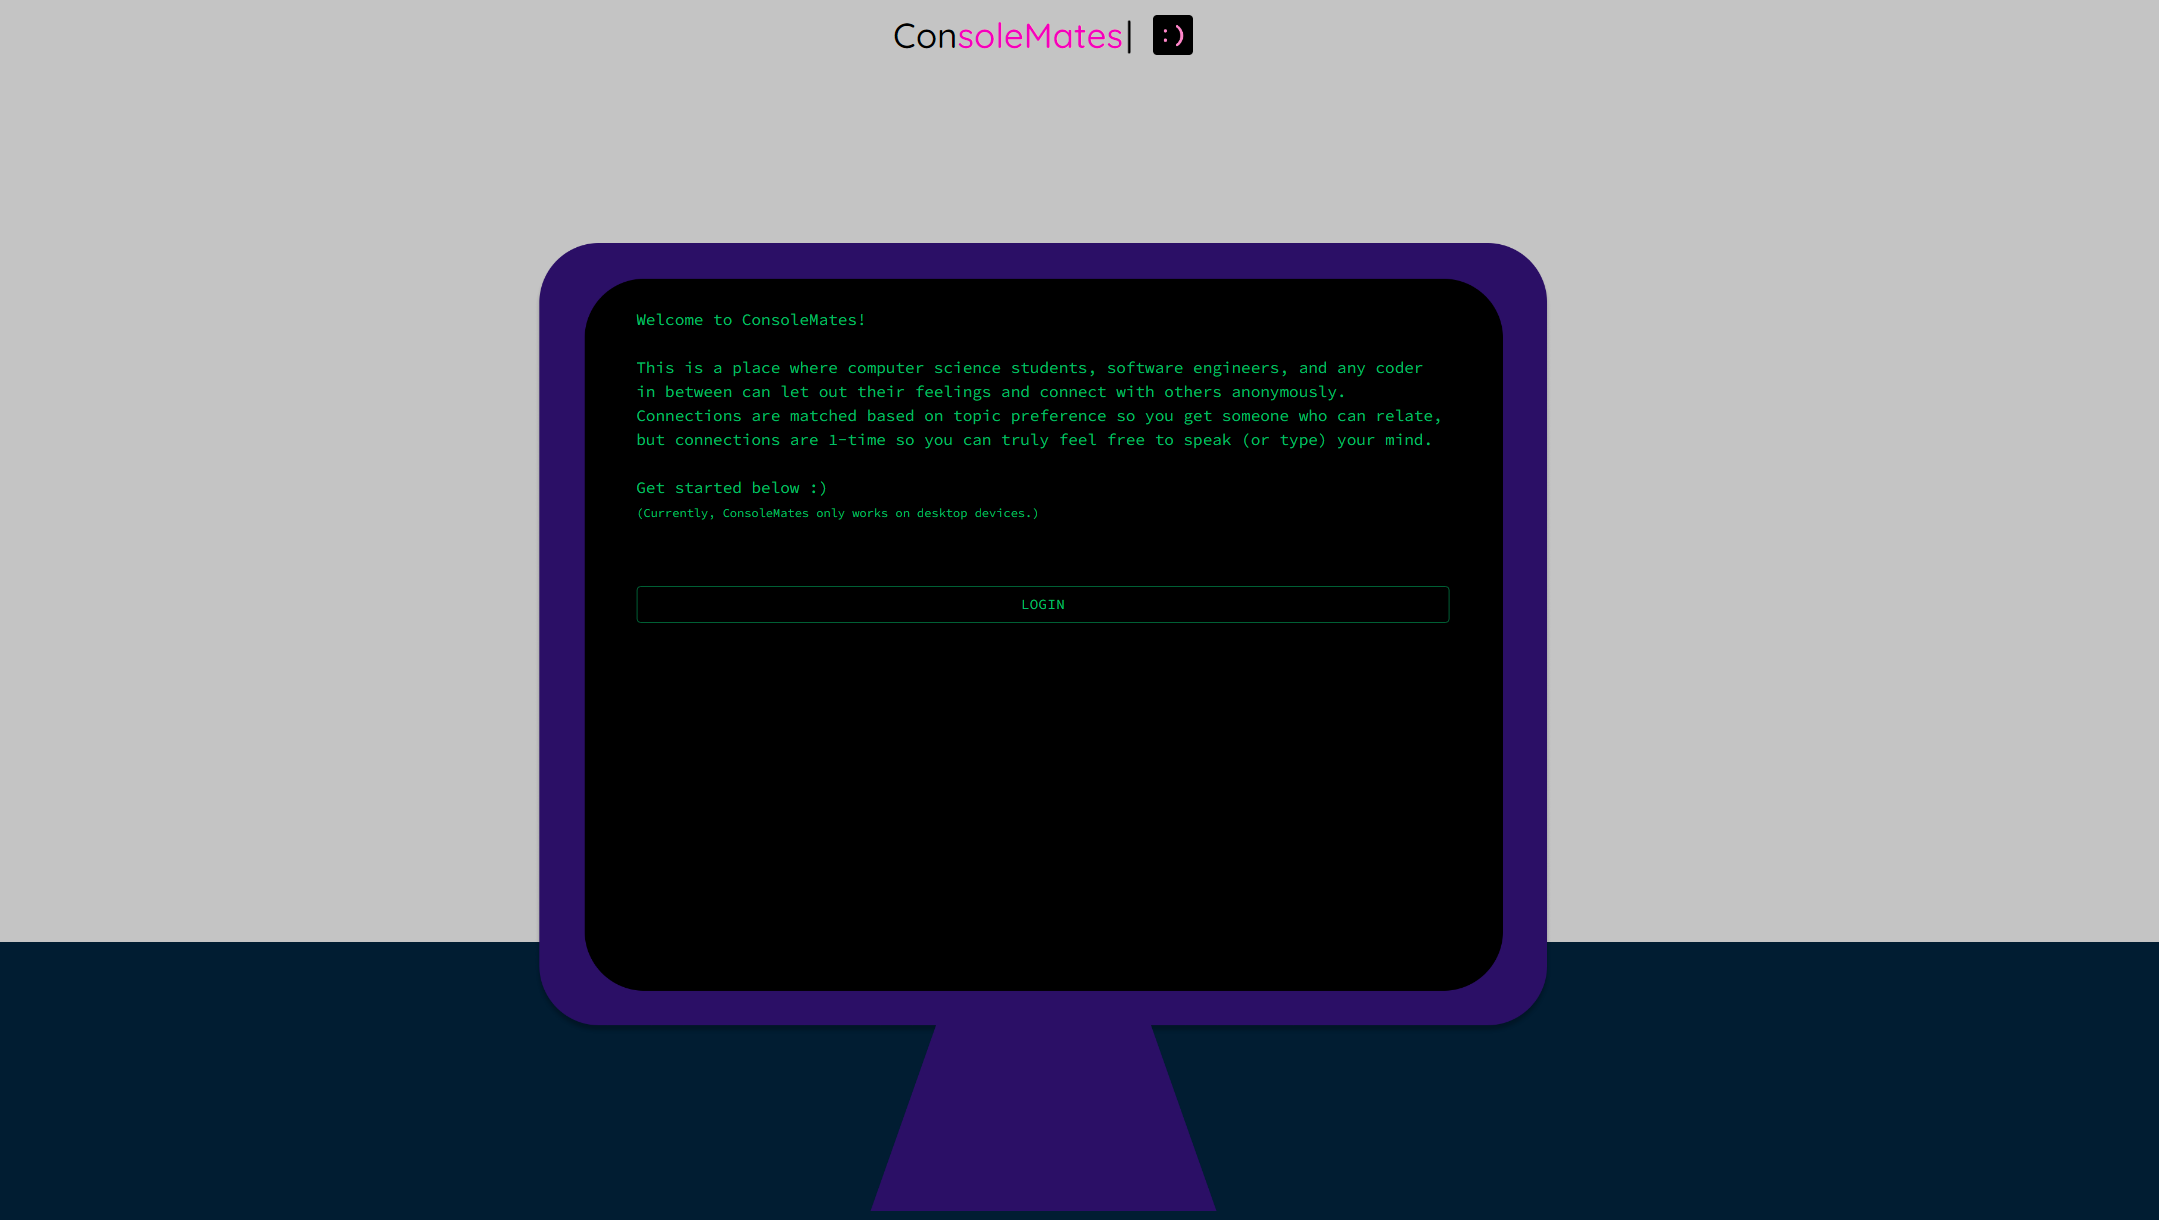 ConsoleMates| :)
Welcome to ConsoleMates!
This is a place where computer science students, software engineers, and any coder
in between can let out their feelings and connect with others anonymously.
Connections are matched based on topic preference so you get someone who can relate,
but connections are 1-time so you can truly feel free to speak (or type) your mind.
Get started below :)
(Currently, ConsoleMates only works on desktop devices.)
LOGIN